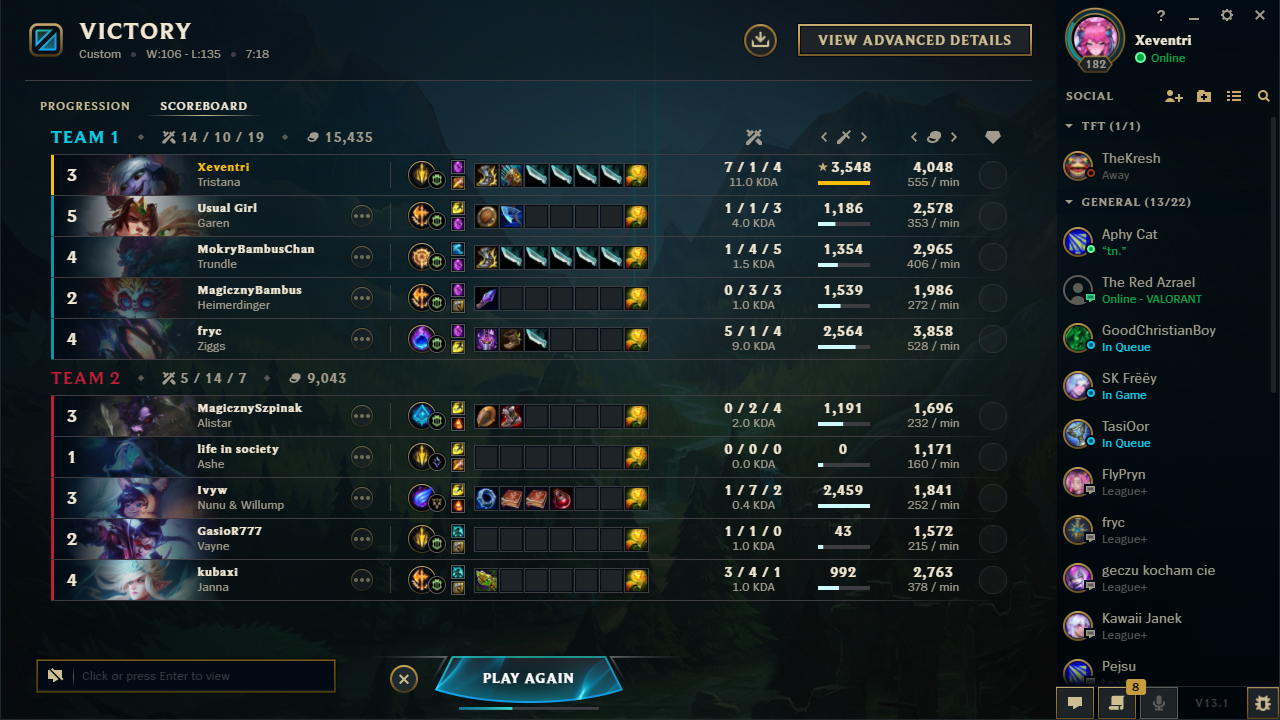 VICTORY
Custom • W:106 - L:135 • 7:18
VIEW ADVANCED DETAILS
PROGRESSION
SCOREBOARD
TEAM 1
14 / 10 / 19
15,435
3
Xeventri
Tristana
7 / 1 / 4
11.0 KDA
3,548
4,048
555 / min
5
Usual Girl
Garen
1 / 1 / 3
4.0 KDA
1,186
2,578
353 / min
4
MokryBambusChan
Trundle
1 / 4 / 5
1.5 KDA
1,354
2,965
406 / min
2
MagicznyBambus
Heimerdinger
0 / 3 / 3
1.0 KDA
1,539
1,986
272 / min
4
fryc
Ziggs
5 / 1 / 4
9.0 KDA
2,564
3,858
528 / min
TEAM 2
5 / 14 / 7
9,043
3
MagicznySzpinak
Alistar
0 / 2 / 4
2.0 KDA
1,191
1,696
232 / min
1
life in society
Ashe
0 / 0 / 0
0.0 KDA
0
1,171
160 / min
3
Ivyw
Nunu & Willump
1 / 7 / 2
0.4 KDA
2,459
1,841
252 / min
2
GasioR777
Vayne
1 / 1 / 0
1.0 KDA
43
1,572
215 / min
4
kubaxi
Janna
3 / 4 / 1
1.0 KDA
992
2,763
378 / min
Click or press Enter to view
PLAY AGAIN
?
Xeventri
Online
182
SOCIAL
TFT (1/1)
TheKresh
Away
GENERAL (13/22)
Aphy Cat
“tn.”
The Red Azrael
Online - VALORANT
GoodChristianBoy
In Queue
SK Frëëy
In Game
TasiOor
In Queue
FlyPryn
League+
fryc
League+
geczu kocham cie
League+
Kawaii Janek
League+
Pejsu
8
V13.1